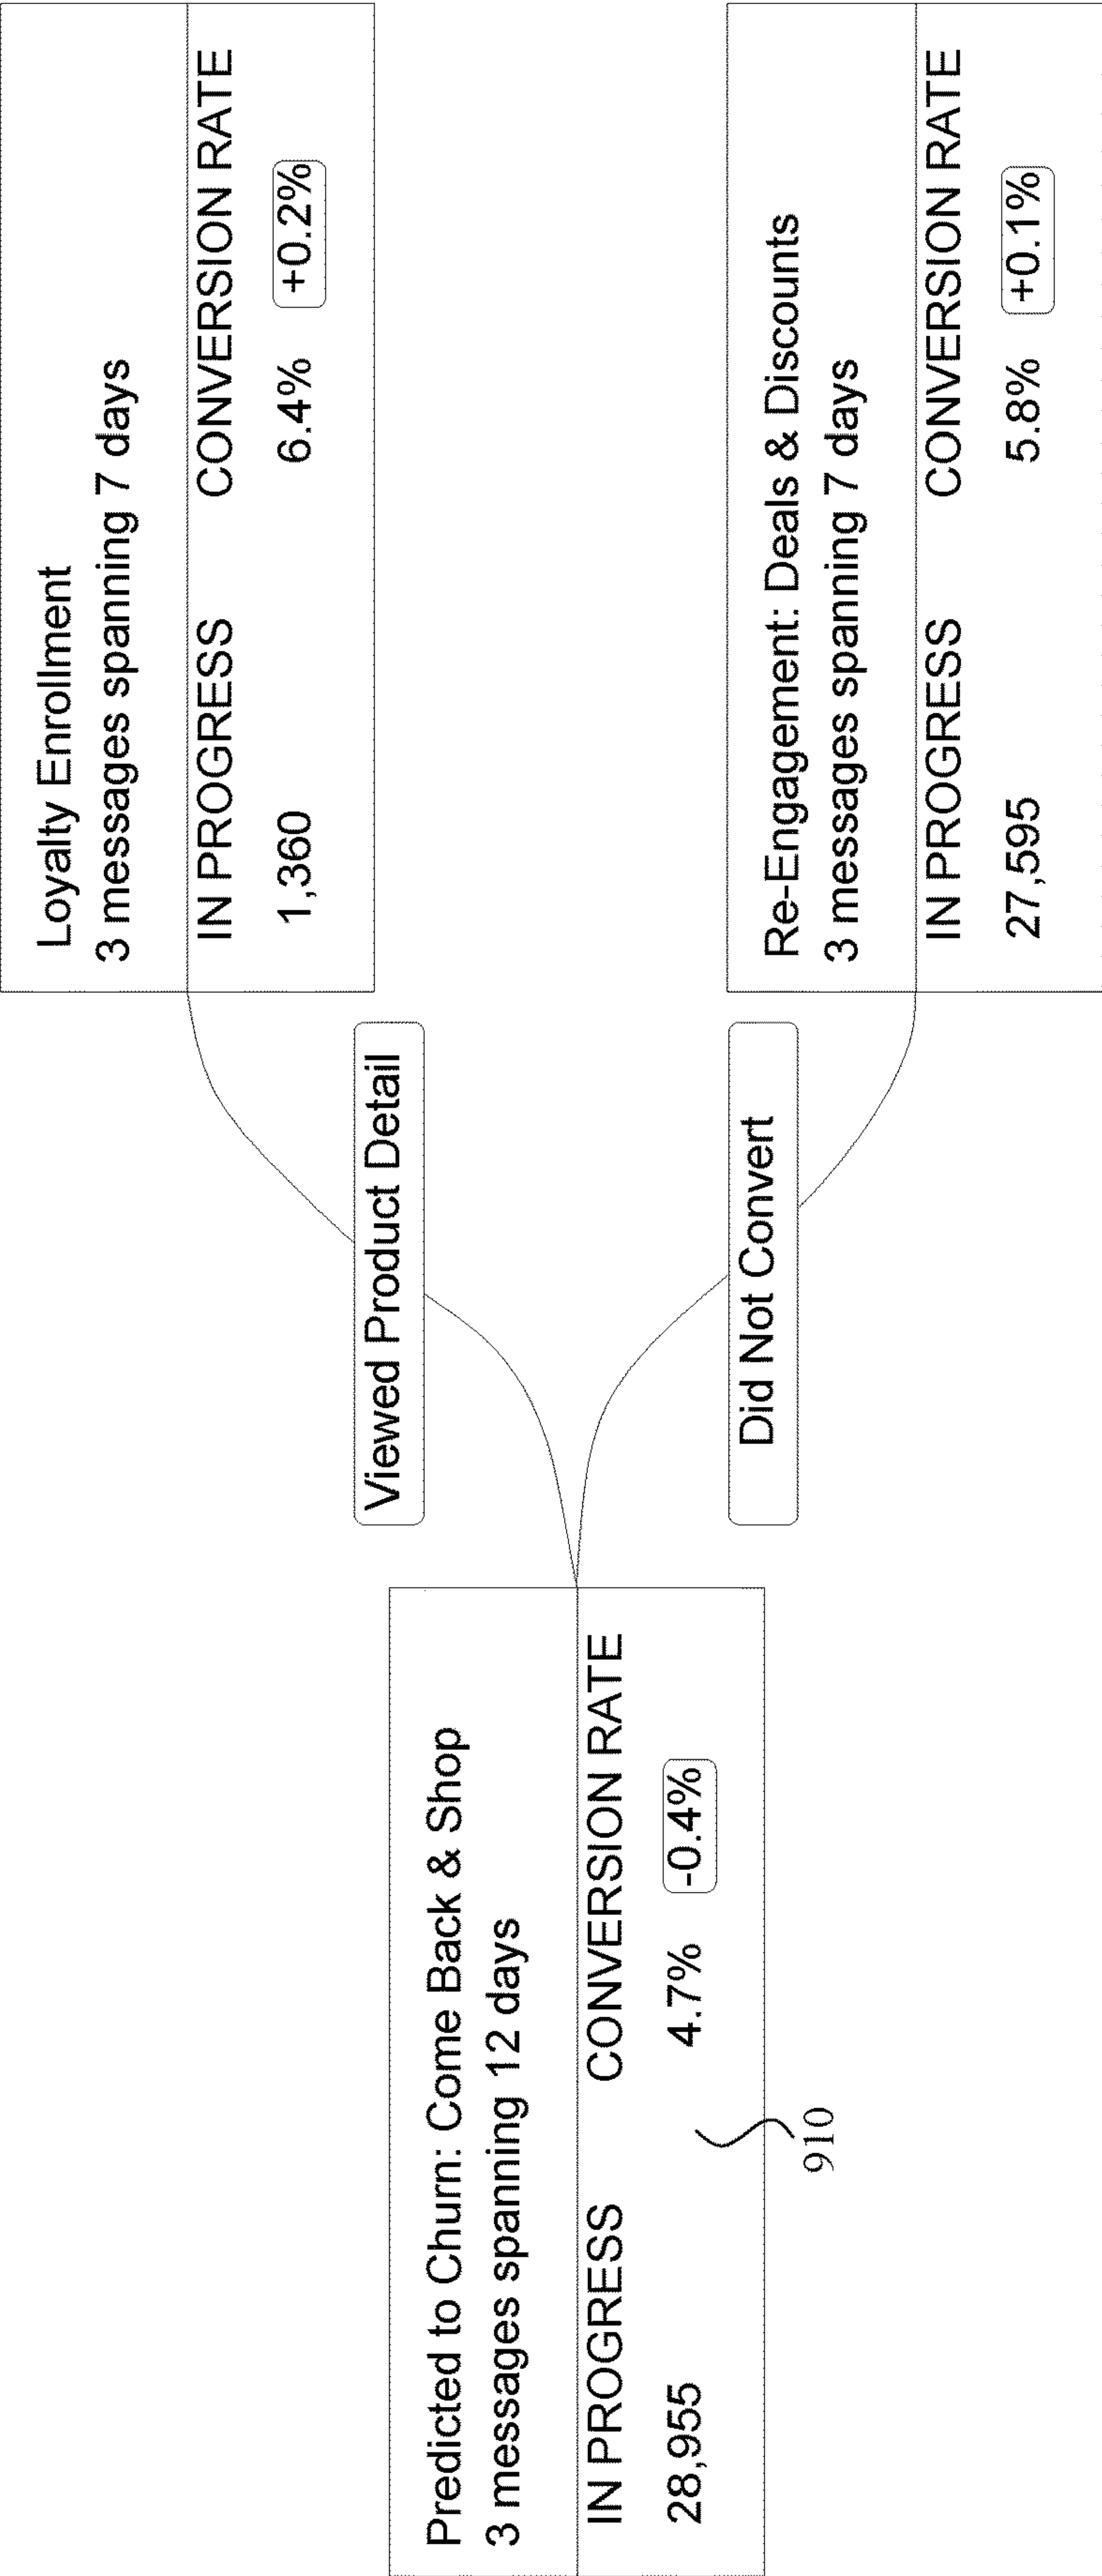 Predicted to Churn: Come Back & Shop
3 messages spanning 12 days
IN PROGRESS CONVERSION RATE
28,955 4.7% -0.4%
910
Viewed Product Detail
Did Not Convert
Loyalty Enrollment
3 messages spanning 7 days
IN PROGRESS CONVERSION RATE
1,360 6.4% +0.2%
Re-Engagement: Deals & Discounts
3 messages spanning 7 days
IN PROGRESS CONVERSION RATE
27,595 5.8% +0.1%